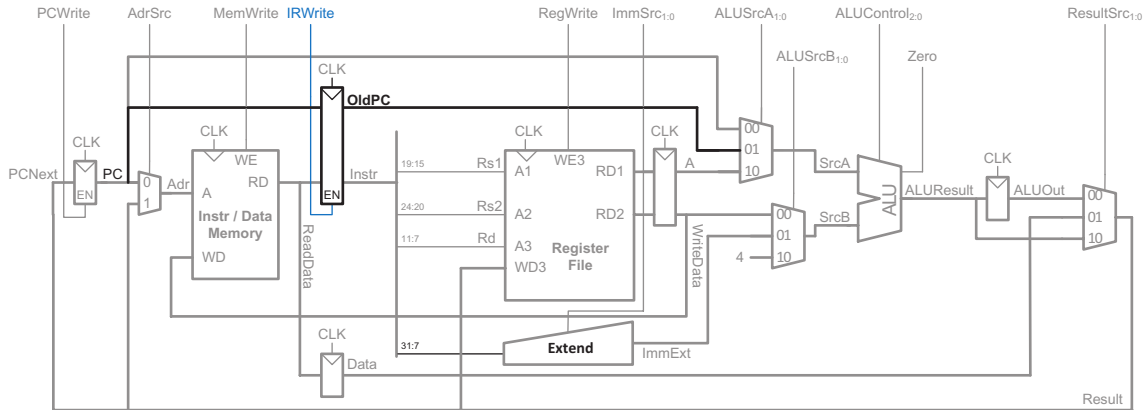 PCWrite AdrSrc MemWrite IRWrite RegWrite ImmSrc1:0 ALUSrcA1:0 ALUControl2:0 ResultSrc1:0
ALUSrcB1:0 Zero
CLK
OldPC
00
CLK CLK CLK CLK 01 SrcA CLK
WE WE3 10
PCNext PC 0 Adr A RD Instr 19:15 Rs1 A1 RD1 A ALUResult ALUOut 00
EN 1 EN 24:20 Rs2 A2 RD2 00 SrcB ALU 01
Instr / Data
Memory
01
11:7 Rd A3 Register
File
10
WD ReadData WD3 WriteData 4 10
CLK 31:7 Extend ImmExt
Data
Result